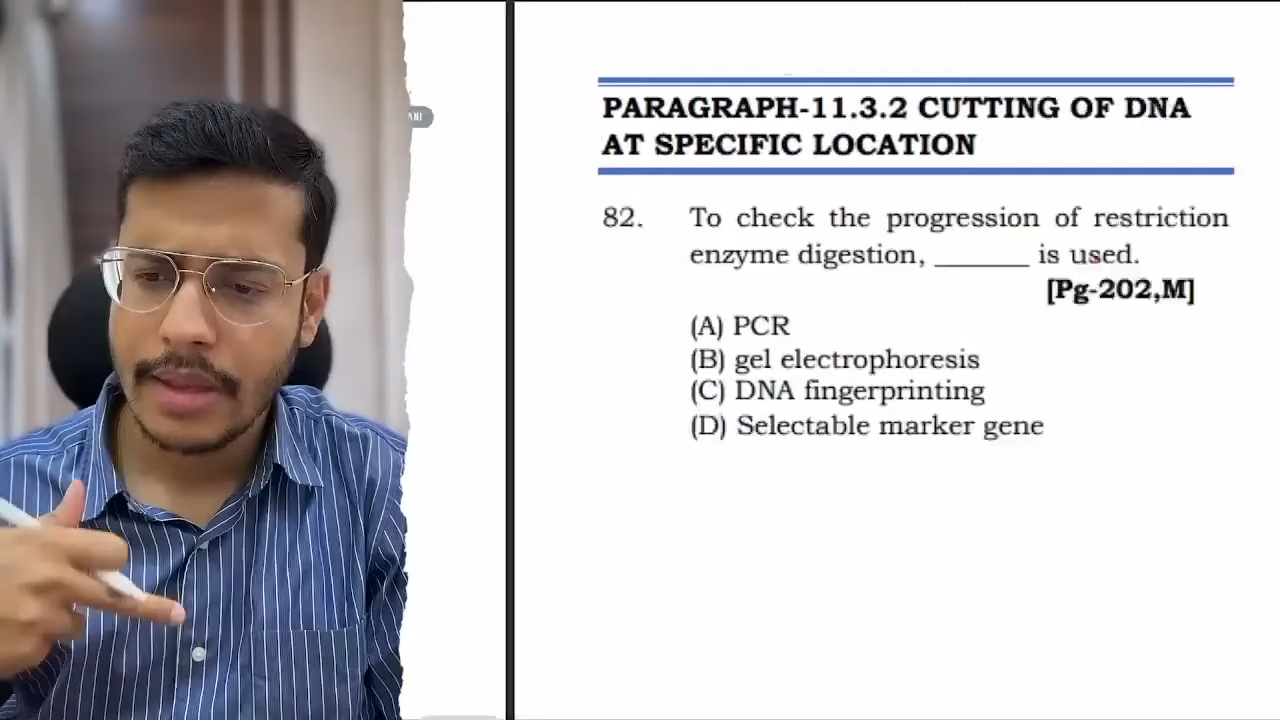 PARAGRAPH-11.3.2 CUTTING OF DNA
AT SPECIFIC LOCATION
82. To check the progression of restriction
enzyme digestion, _______ is used.
[Pg-202,M]
(A) PCR
(B) gel electrophoresis
(C) DNA fingerprinting
(D) Selectable marker gene